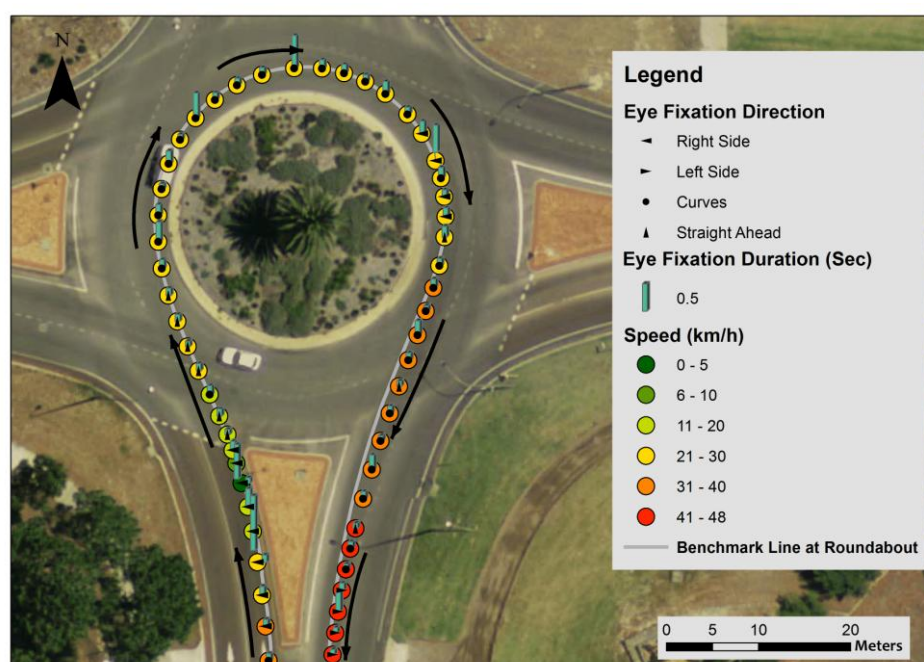 N
Legend
Eye Fixation Direction
Right Side
Left Side
Curves
Straight Ahead
Eye Fixation Duration (Sec)
0.5
Speed (km/h)
0 - 5
6 - 10
11 - 20
21 - 30
31 - 40
41 - 48
Benchmark Line at Roundabout
0 5 10 20
Meters